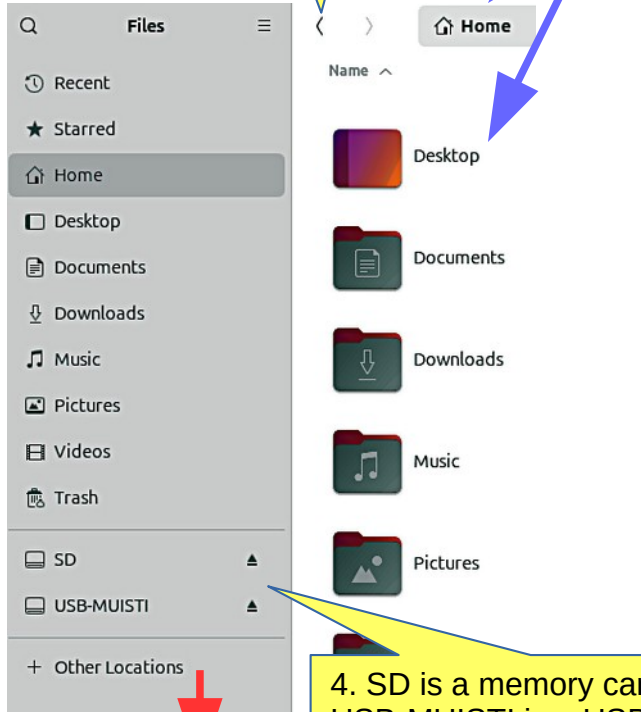 Files
Recent
Starred
Home
Desktop
Documents
Downloads
Music
Pictures
Videos
Trash
SD
USB-MUISTI
Other Locations
Home
Name
Desktop
Documents
Downloads
Music
Pictures
4. SD is a memory